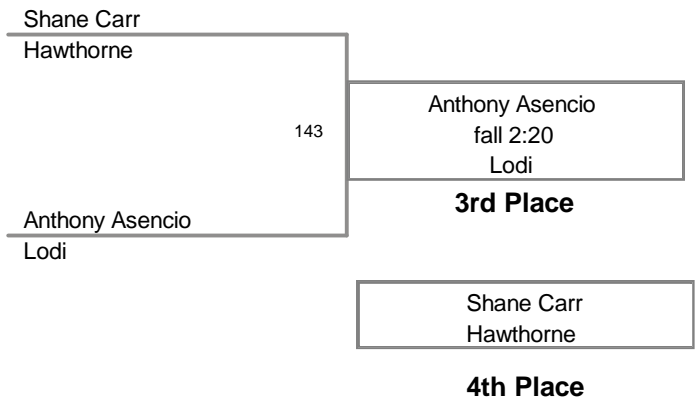 Shane Carr
Hawthorne
143
Anthony Asencio
fall 2:20
Lodi
3rd Place
Anthony Asencio
Lodi
Shane Carr
Hawthorne
4th Place